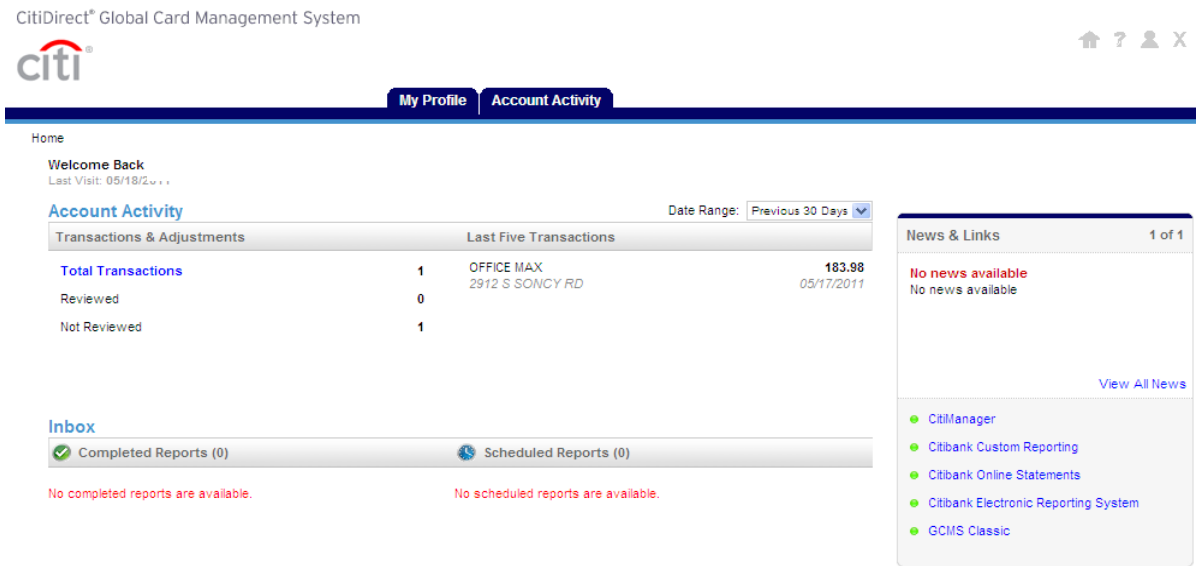 CitiDirect® Global Card Management System
citi®
? X
My Profile Account Activity
Home
Welcome Back
Last Visit: 05/18/
Account Activity
Date Range: Previous 30 Days
Transactions & Adjustments
Last Five Transactions
Total Transactions 1
OFFICE MAX 183.98
2912 S SONCY RD 05/17/2011
Reviewed 0
Not Reviewed 1
Inbox
Completed Reports (0)
Scheduled Reports (0)
No completed reports are available.
No scheduled reports are available.
News & Links 1 of 1
No news available
No news available
View All News
CitiManager
Citibank Custom Reporting
Citibank Online Statements
Citibank Electronic Reporting System
GCMS Classic